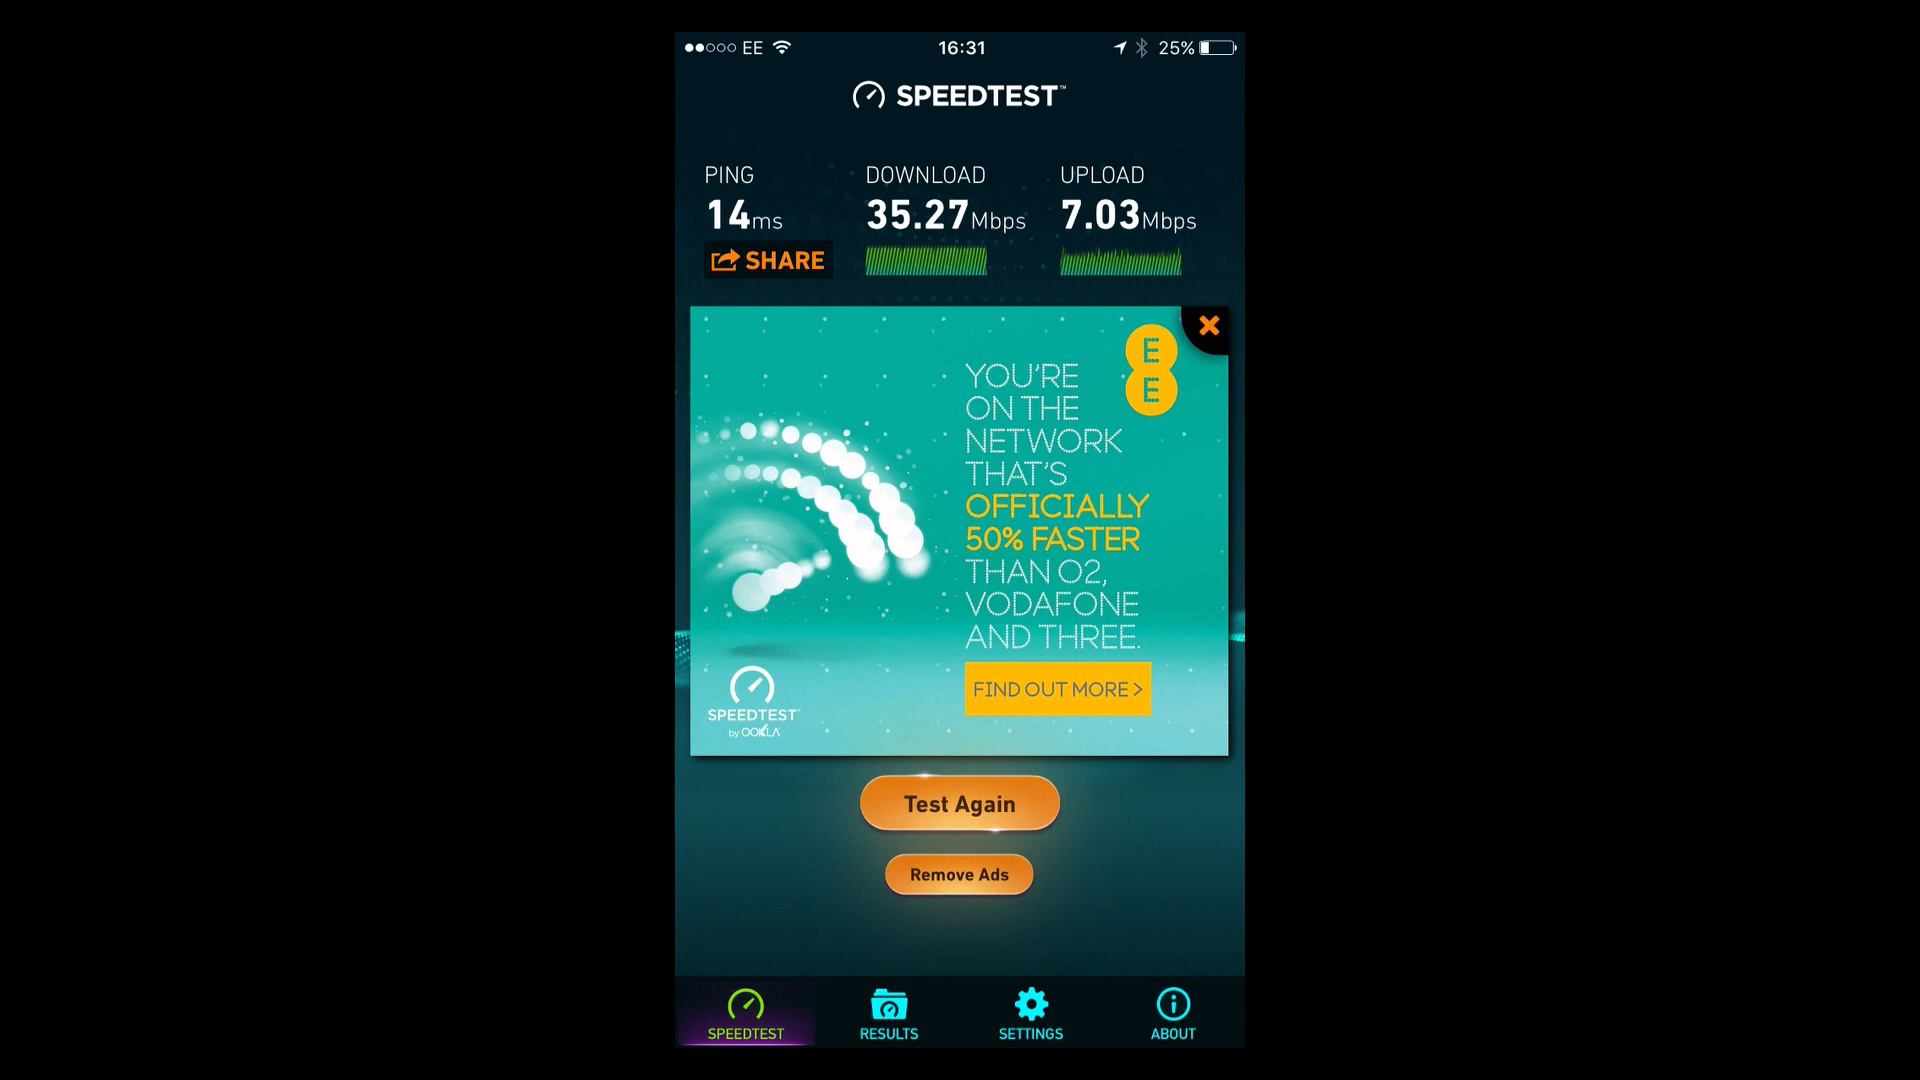 EE 16:31 25%
SPEEDTEST™
PING DOWNLOAD UPLOAD
14ms 35.27Mbps 7.03Mbps
SHARE
E
E
YOU'RE
ON THE
NETWORK
THAT'S
OFFICIALLY
50% FASTER
THAN O2,
VODAFONE
AND THREE.
FIND OUT MORE >
SPEEDTEST™
by OOKLA
Test Again
Remove Ads
SPEEDTEST RESULTS SETTINGS ABOUT